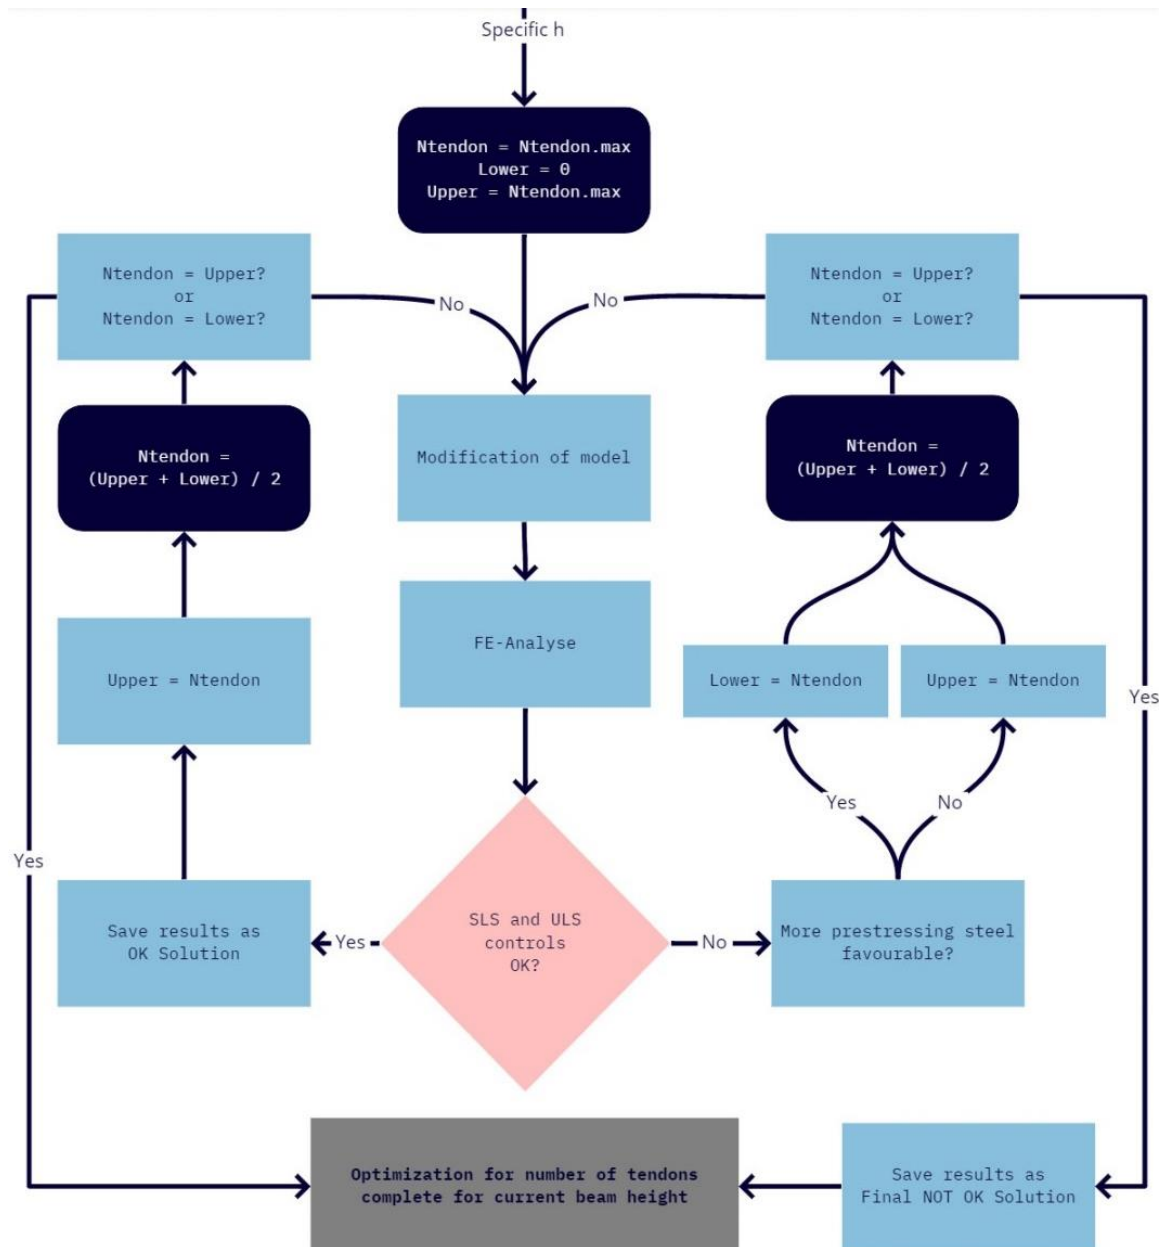 Specific h
Ntendon = Ntendon.max
Lower = 0
Upper = Ntendon.max
Ntendon = Upper?
or
Ntendon = Lower?
No
No
Ntendon = Upper?
or
Ntendon = Lower?
Ntendon =
(Upper + Lower) / 2
Modification of model
Ntendon =
(Upper + Lower) / 2
Upper = Ntendon
FE-Analyse
Lower = Ntendon
Upper = Ntendon
Yes
Yes
No
Yes
Save results as
OK Solution
Yes
SLS and ULS
controls
OK?
No
More prestressing steel
favourable?
Optimization for number of tendons
complete for current beam height
Save results as
Final NOT OK Solution